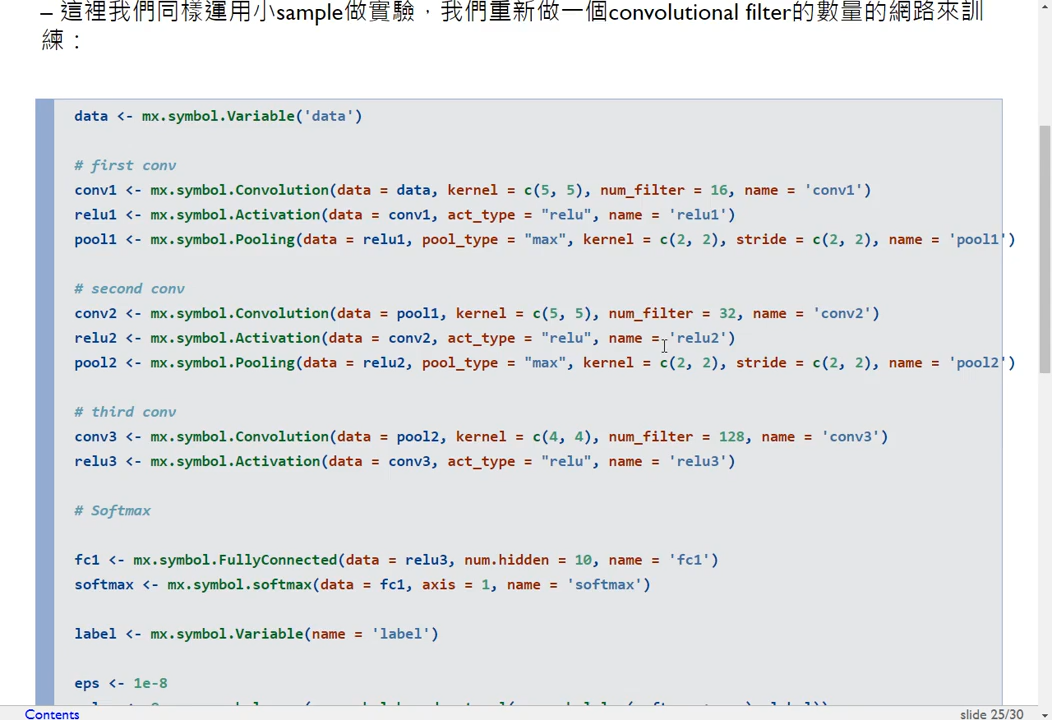 – 這裡我們同樣運用小sample做實驗，我們重新做一個convolutional filter的數量的網路來訓
練：
data <- mx.symbol.Variable('data')
# first conv
conv1 <- mx.symbol.Convolution(data = data, kernel = c(5, 5), num_filter = 16, name = 'conv1')
relu1 <- mx.symbol.Activation(data = conv1, act_type = "relu", name = 'relu1')
pool1 <- mx.symbol.Pooling(data = relu1, pool_type = "max", kernel = c(2, 2), stride = c(2, 2), name = 'pool1')
# second conv
conv2 <- mx.symbol.Convolution(data = pool1, kernel = c(5, 5), num_filter = 32, name = 'conv2')
relu2 <- mx.symbol.Activation(data = conv2, act_type = "relu", name = 'relu2')
pool2 <- mx.symbol.Pooling(data = relu2, pool_type = "max", kernel = c(2, 2), stride = c(2, 2), name = 'pool2')
# third conv
conv3 <- mx.symbol.Convolution(data = pool2, kernel = c(4, 4), num_filter = 128, name = 'conv3')
relu3 <- mx.symbol.Activation(data = conv3, act_type = "relu", name = 'relu3')
# Softmax
fc1 <- mx.symbol.FullyConnected(data = relu3, num.hidden = 10, name = 'fc1')
softmax <- mx.symbol.softmax(data = fc1, axis = 1, name = 'softmax')
label <- mx.symbol.Variable(name = 'label')
eps <- 1e-8
Contents
slide 25/30